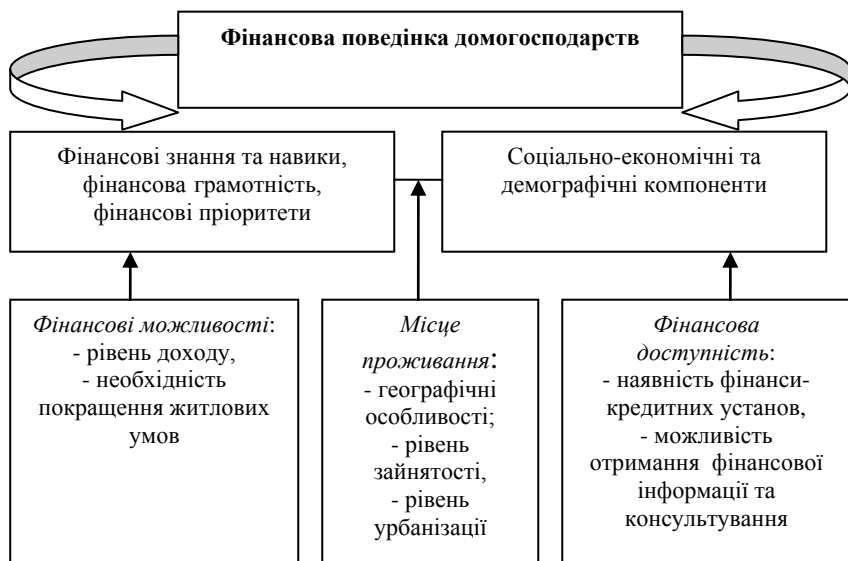 Фінансова поведінка домогосподарств
Фінансові знання та навики,
фінансова грамотність,
фінансові пріоритети
Соціально-економічні та
демографічні компоненти
Фінансові можливості:
- рівень доходу,
- необхідність
покращення житлових
умов
Місце
проживання:
- географічні
особливості;
- рівень
зайнятості,
- рівень
урбанізації
Фінансова
доступність:
- наявність фінанси-
кредитних установ,
- можливість
отримання фінансової
інформації та
консультування